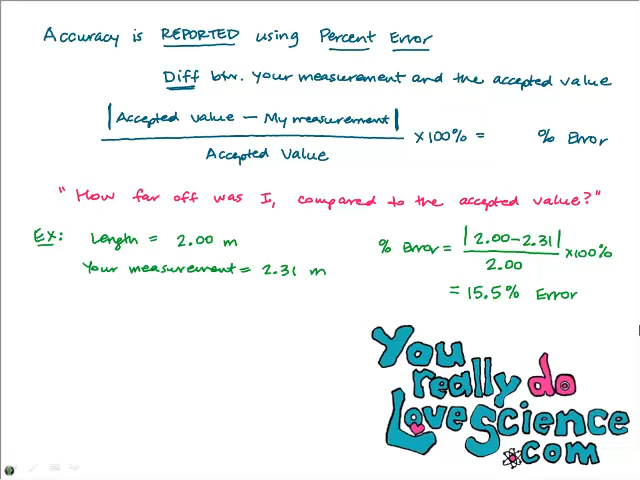 Accuracy is REPORTED using Percent Error
Diff btw. your measurement and the accepted value
|Accepted value - My measurement|
Accepted Value
×100% = % Error
"How far off was I, compared to the accepted value?"
Ex: Length = 2.00 m
Your measurement = 2.31 m
% Error = |2.00-2.31|
2.00
×100%
= 15.5% Error
You
really do
Love Science
.com